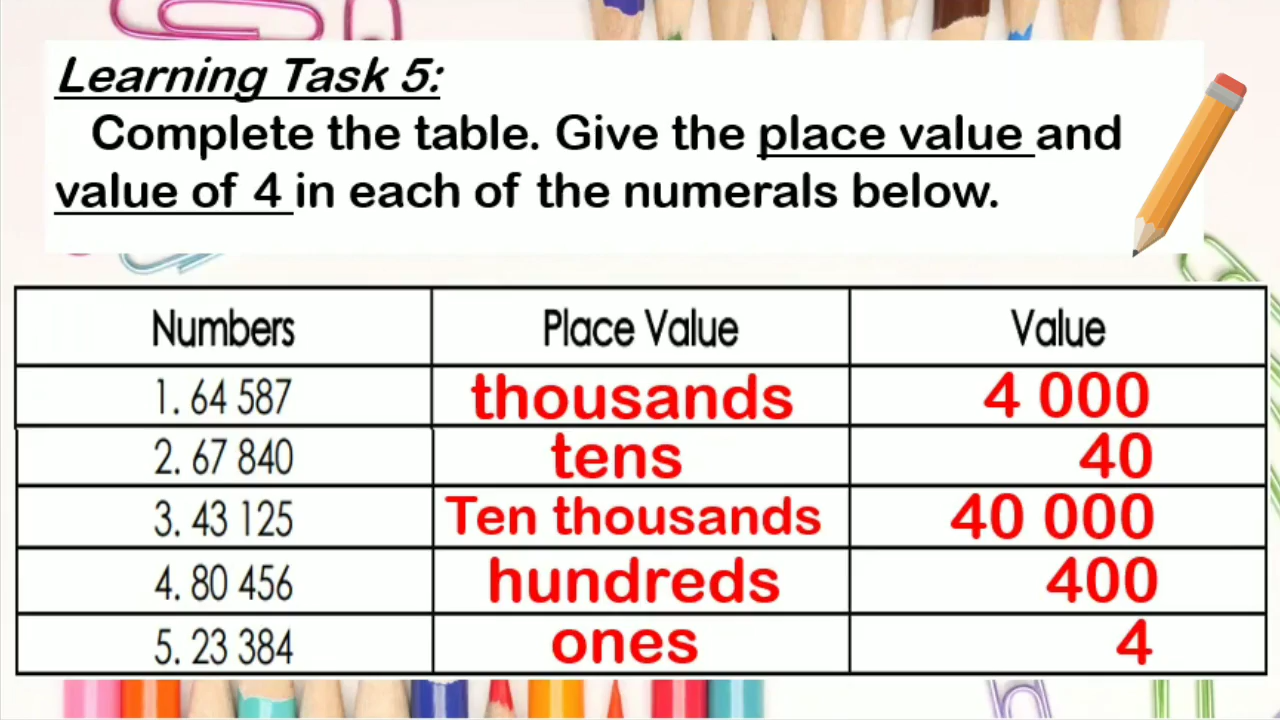 Learning Task 5:
Complete the table. Give the place value and
value of 4 in each of the numerals below.
Numbers Place Value Value
1. 64 587 thousands 4 000
2. 67 840 tens 40
3. 43 125 Ten thousands 40 000
4. 80 456 hundreds 400
5. 23 384 ones 4